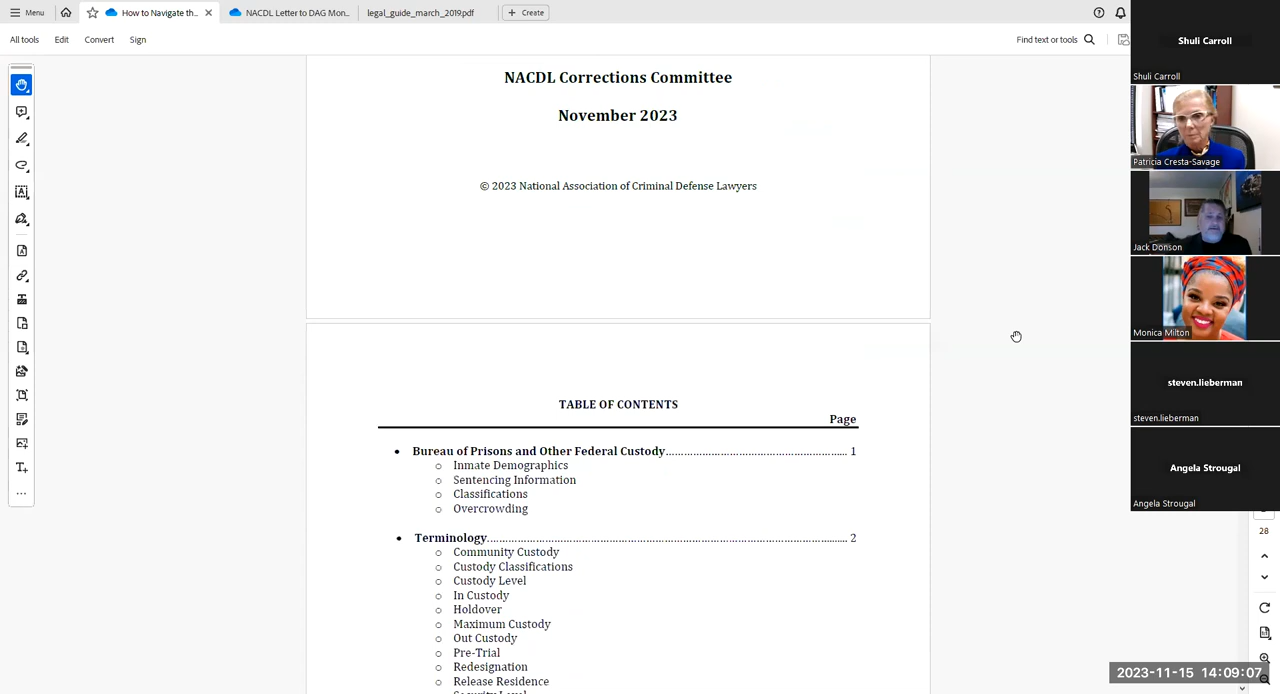 Menu
How to Navigate th...
NACDL Letter to DAG Mon...
legal_guide_march_2019.pdf
+ Create
All tools
Edit
Convert
Sign
Find text or tools
NACDL Corrections Committee
November 2023
© 2023 National Association of Criminal Defense Lawyers
TABLE OF CONTENTS
Page
• Bureau of Prisons and Other Federal Custody.......................................................... 1
o Inmate Demographics
o Sentencing Information
o Classifications
o Overcrowding
• Terminology.......................................................................................................... 2
o Community Custody
o Custody Classifications
o Custody Level
o In Custody
o Holdover
o Maximum Custody
o Out Custody
o Pre-Trial
o Redesignation
o Release Residence
o Security Level
Shuli Carroll
Shuli Carroll
Patricia Cresta-Savage
Jack Donson
Monica Milton
steven.lieberman
steven.lieberman
Angela Strougal
Angela Strougal
28
2023-11-15 14:09:07